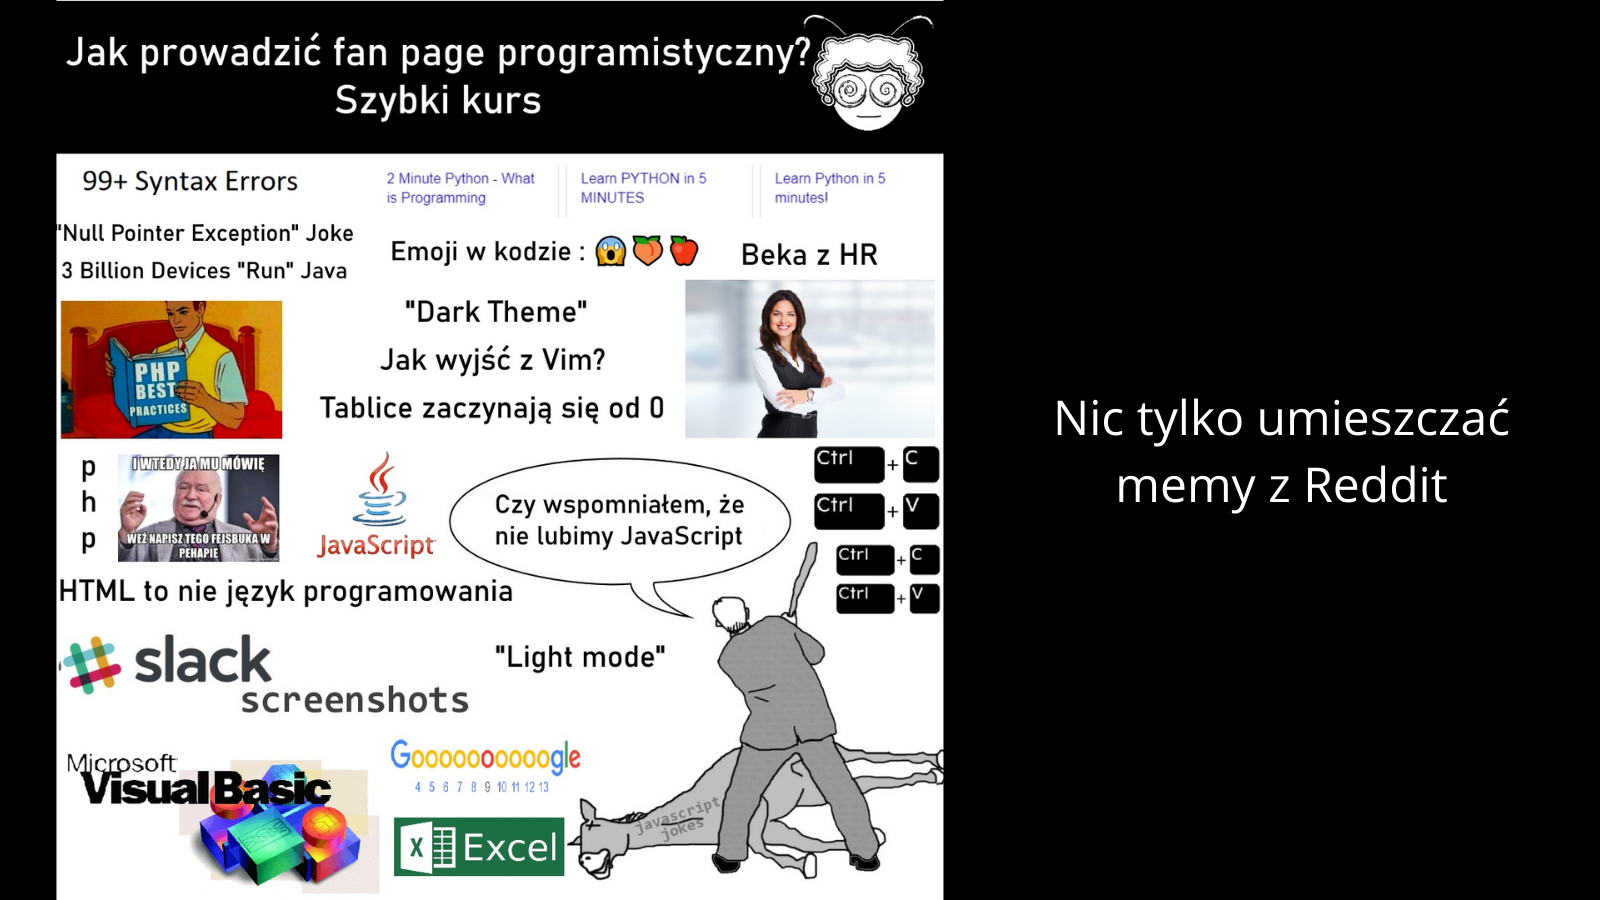 Jak prowadzić fan page programistyczny?
Szybki kurs
99+ Syntax Errors
2 Minute Python - What
is Programming
Learn PYTHON in 5
MINUTES
Learn Python in 5
minutes!
"Null Pointer Exception" Joke
3 Billion Devices "Run" Java
Emoji w kodzie : 😱🍑🍎
Beka z HR
"Dark Theme"
Jak wyjść z Vim?
Tablice zaczynają się od 0
PHP
BEST
PRACTICES
p
h
p
I WTEDY JA MU MÓWIĘ
WEŹ NAPISZ TEGO FEJSBUKA W
PEHAPIE
JavaScript
Czy wspomniałem, że
nie lubimy JavaScript
Ctrl + C
Ctrl + V
Ctrl + C
Ctrl + V
HTML to nie język programowania
slack
screenshots
"Light mode"
Microsoft
Visual Basic
Goooooooooogle
4 5 6 7 8 9 10 11 12 13
X Excel
javascript
jokes
Nic tylko umieszczać
memy z Reddit